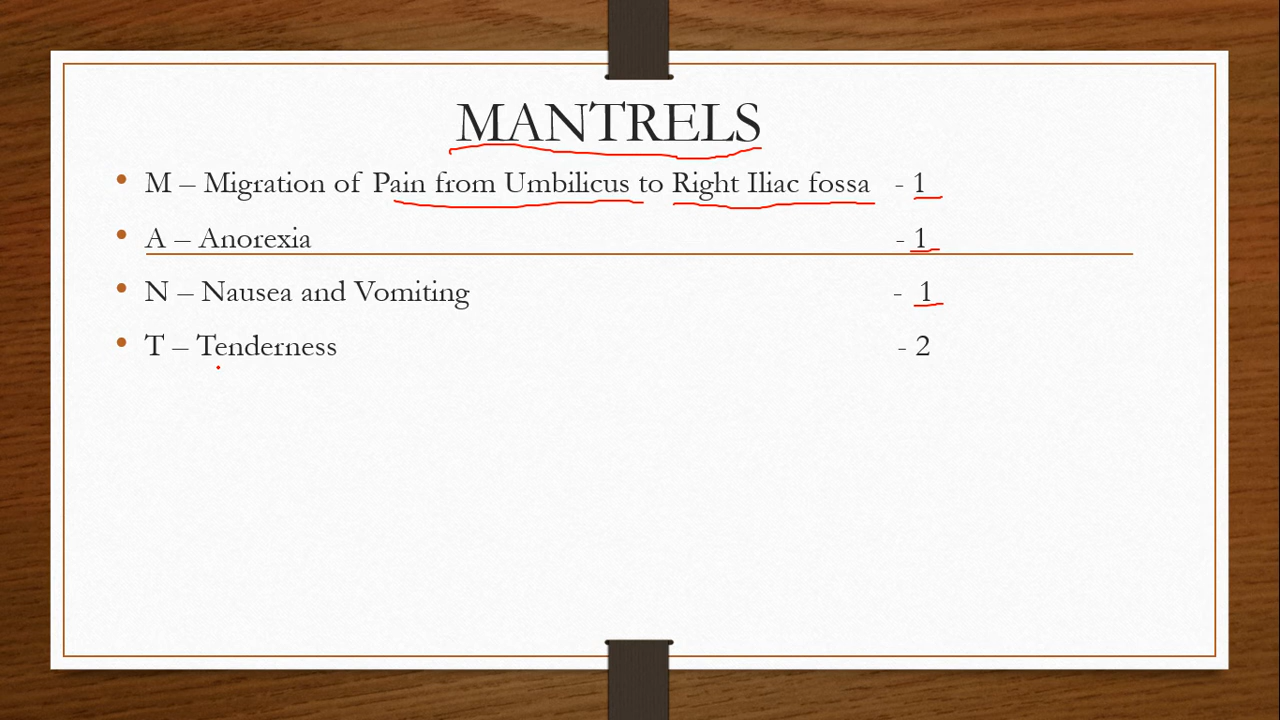 MANTRELS
M – Migration of Pain from Umbilicus to Right Iliac fossa - 1
A – Anorexia - 1
N – Nausea and Vomiting - 1
T – Tenderness - 2